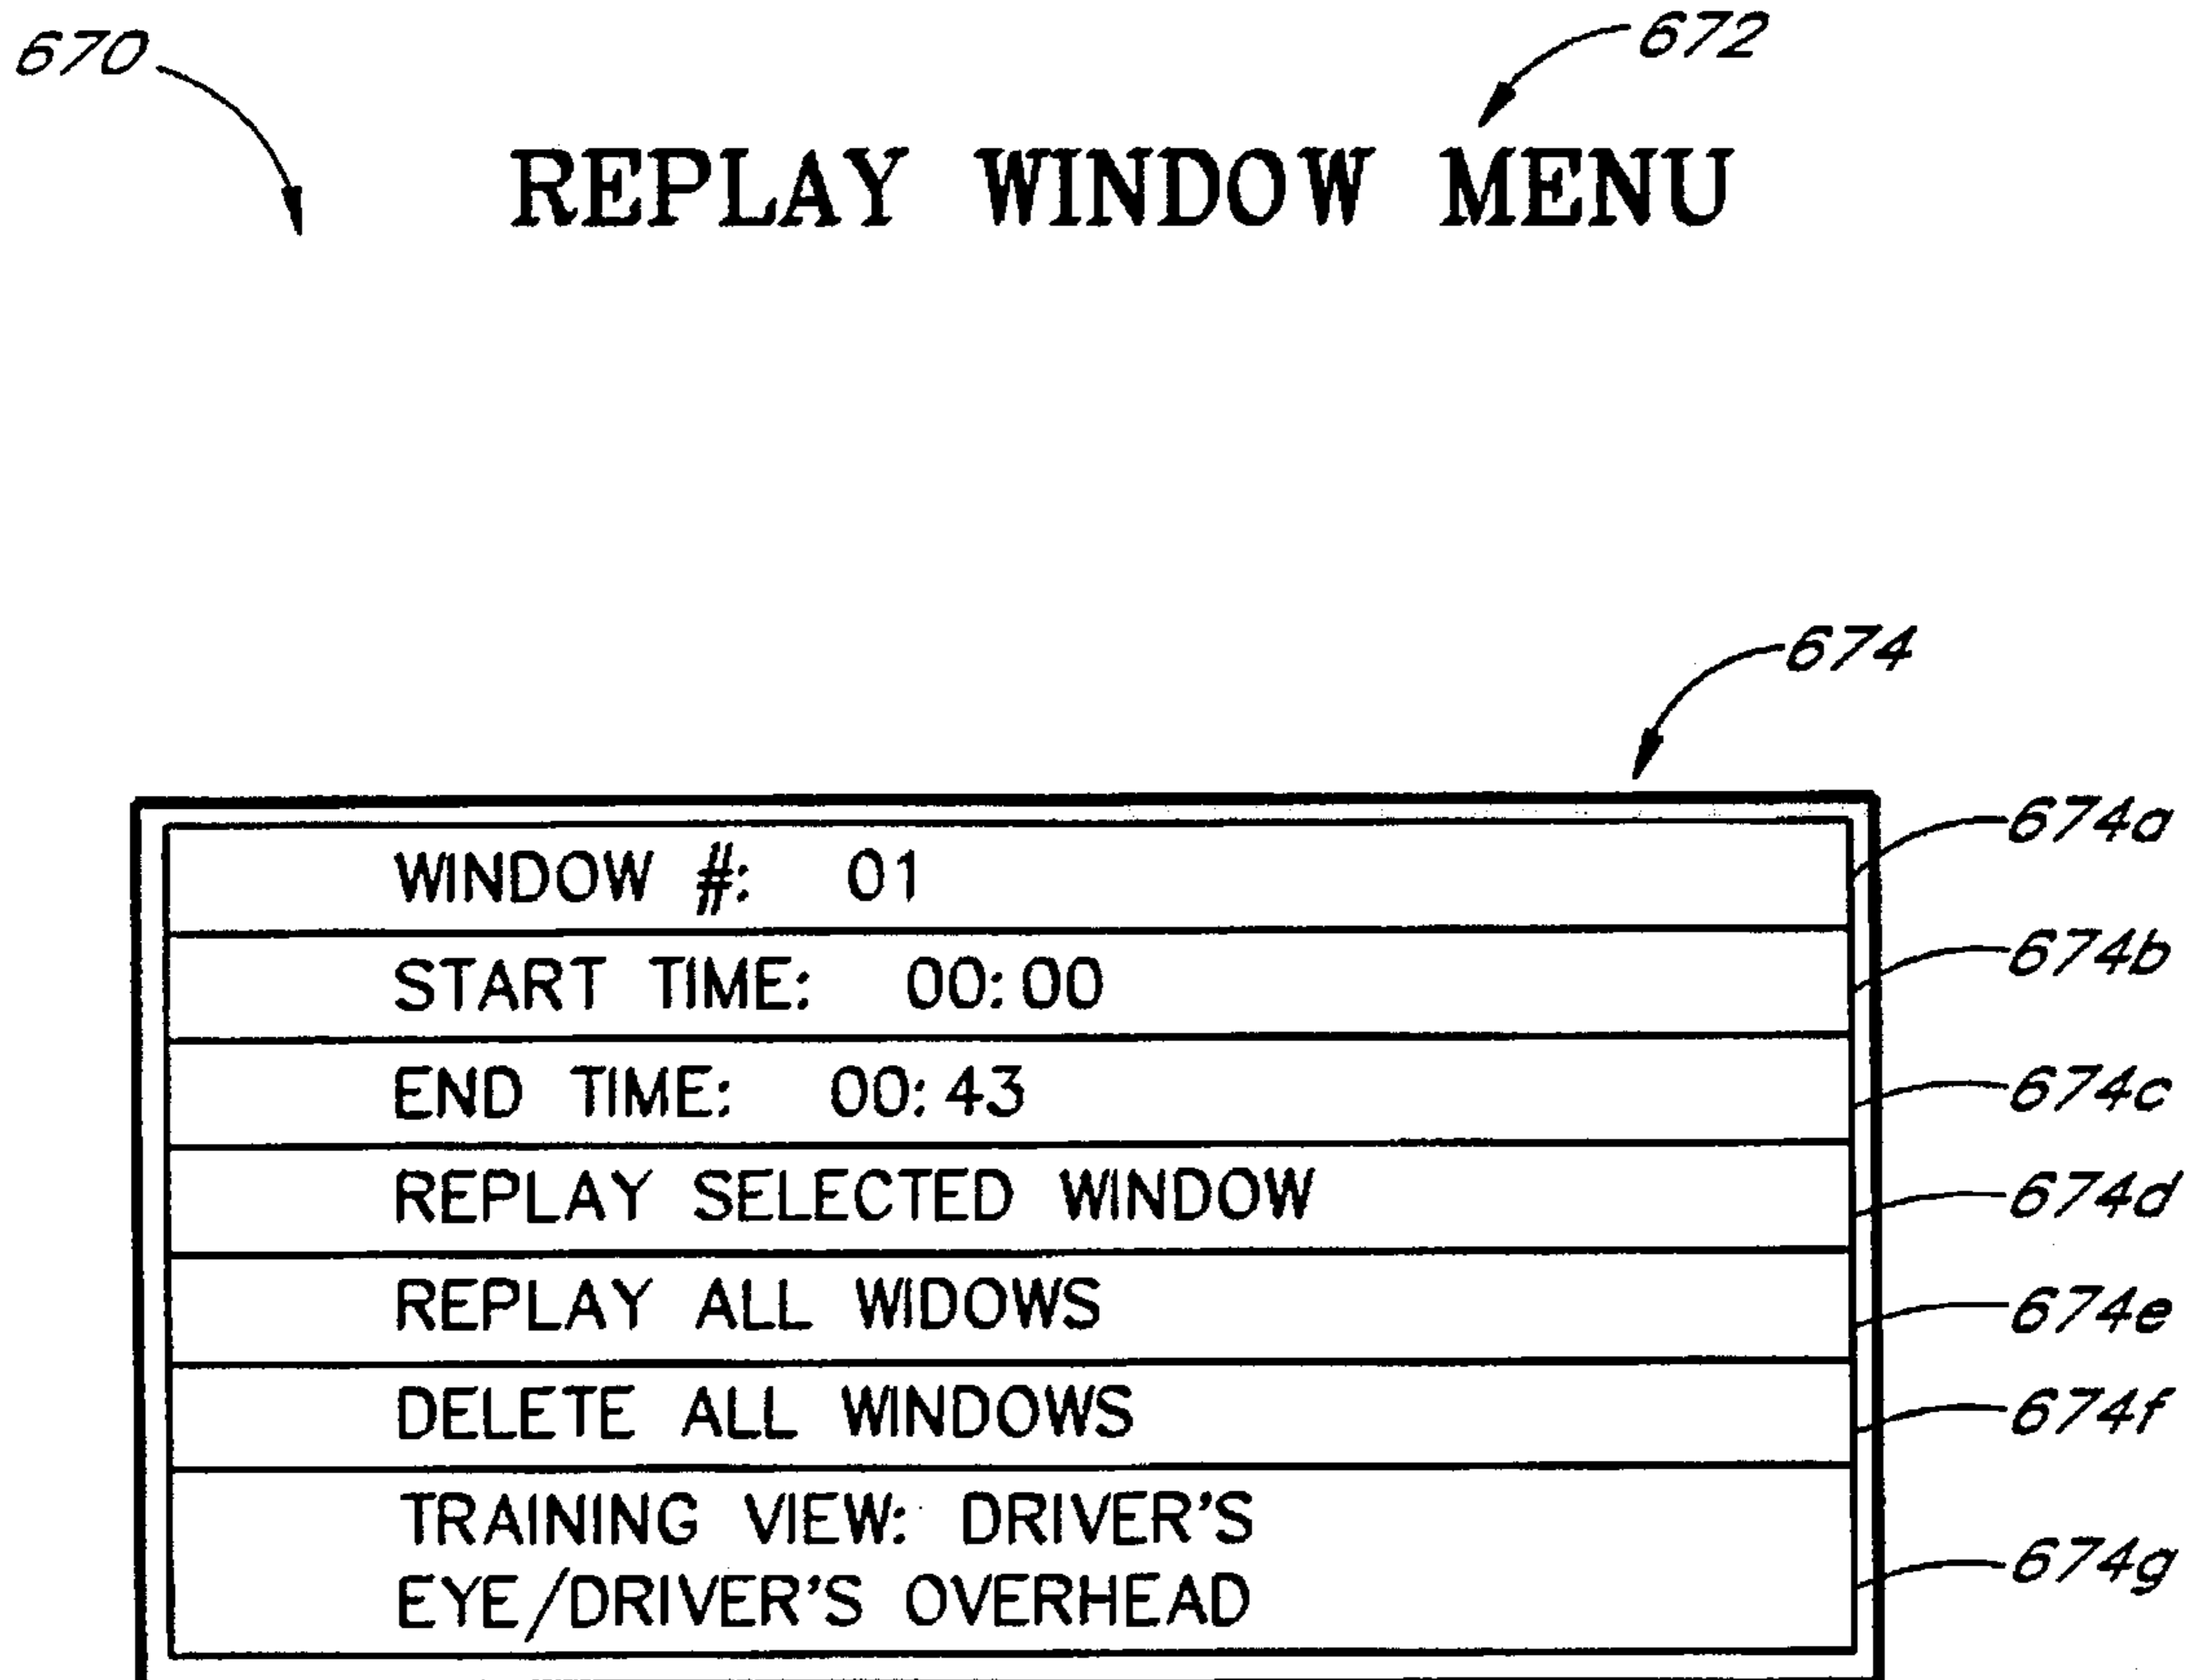 670
672
REPLAY WINDOW MENU
674
WINDOW #: 01
674a
START TIME: 00:00
674b
END TIME: 00:43
674c
REPLAY SELECTED WINDOW
674d
REPLAY ALL WIDOWS
674e
DELETE ALL WINDOWS
674f
TRAINING VIEW: DRIVER'S
EYE/DRIVER'S OVERHEAD
674g